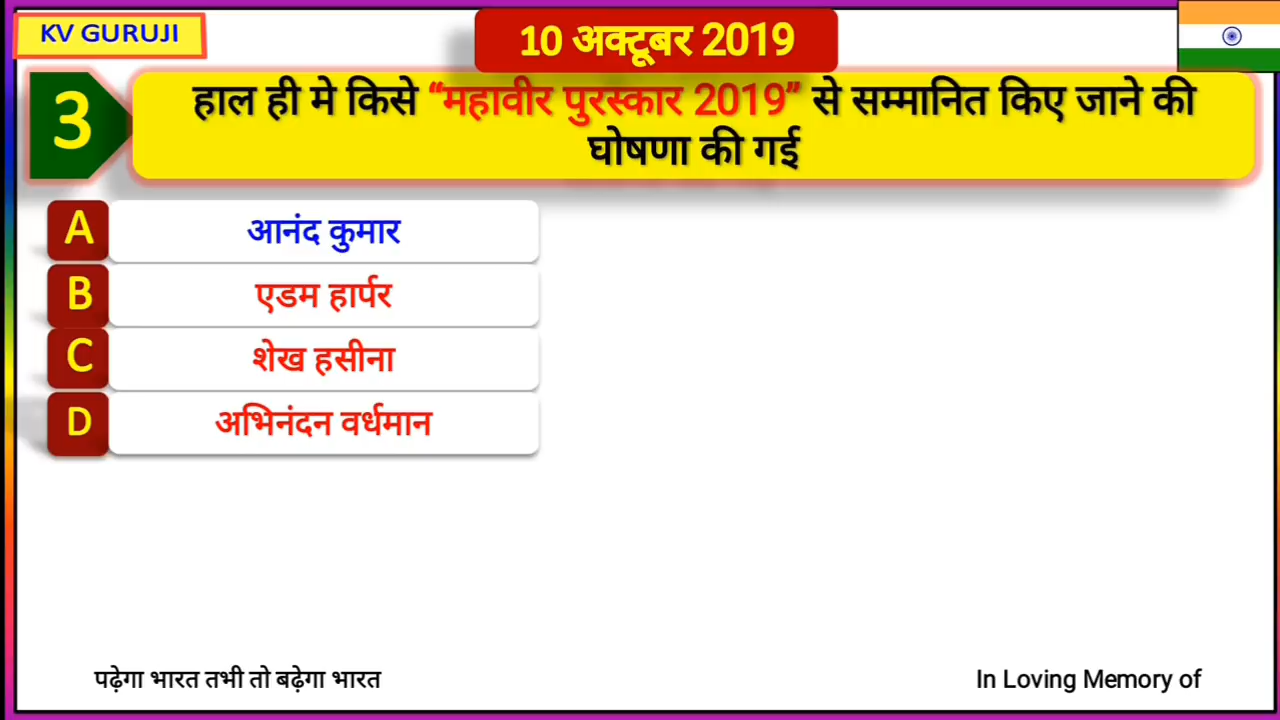 KV GURUJI
10 अक्टूबर 2019
3
हाल ही मे किसे “महावीर पुरस्कार 2019” से सम्मानित किए जाने की
घोषणा की गई
A आनंद कुमार
B एडम हार्पर
C शेख हसीना
D अभिनंदन वर्धमान
पढ़ेगा भारत तभी तो बढ़ेगा भारत
In Loving Memory of